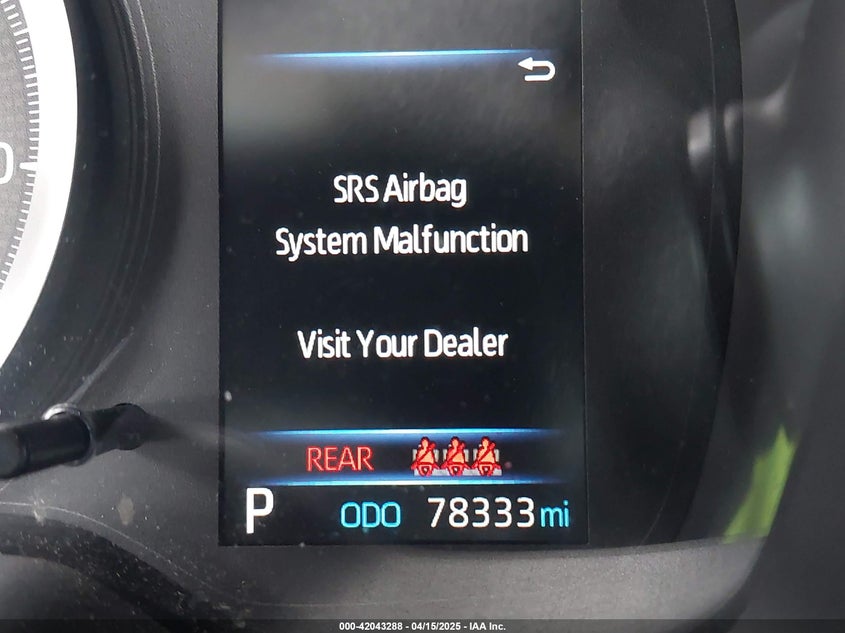 SRS Airbag
System Malfunction
Visit Your Dealer
REAR
P ODO 78333 mi
000-42043288 - 04/15/2025 - IAA Inc.